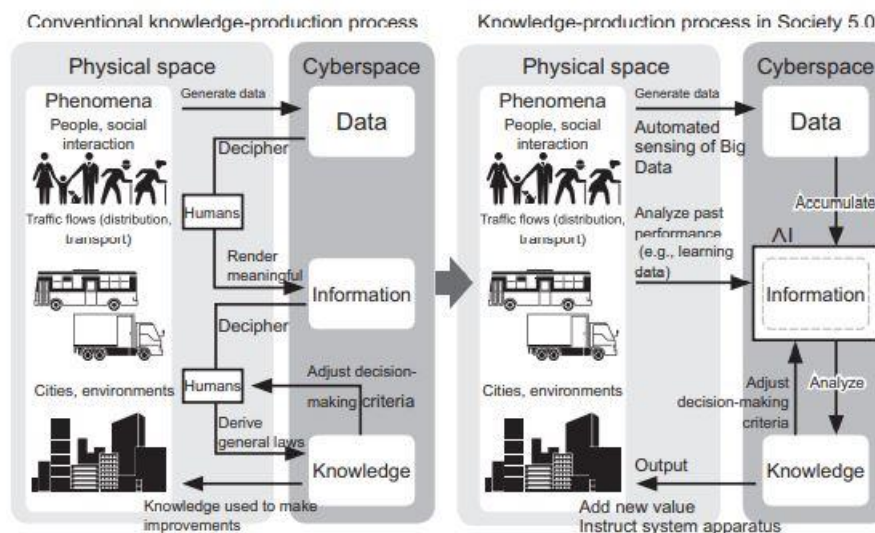 Conventional knowledge-production process
Physical space
Cyberspace
Phenomena
People, social
interaction
Generate data
Data
Decipher
Humans
Traffic flows (distribution,
transport)
Render
meaningful
Information
Decipher
Humans
Adjust decision-
making criteria
Cities, environments
Derive
general laws
Knowledge
Knowledge used to make
improvements
Knowledge-production process in Society 5.0
Physical space
Cyberspace
Phenomena
People, social
interaction
Generate data
Data
Automated
sensing of Big
Data
Accumulate
Traffic flows (distribution,
transport)
Analyze past
performance
(e.g., learning
data)
AI
Information
Cities, environments
Adjust
decision-making
criteria
Analyze
Knowledge
Output
Add new value
Instruct system apparatus